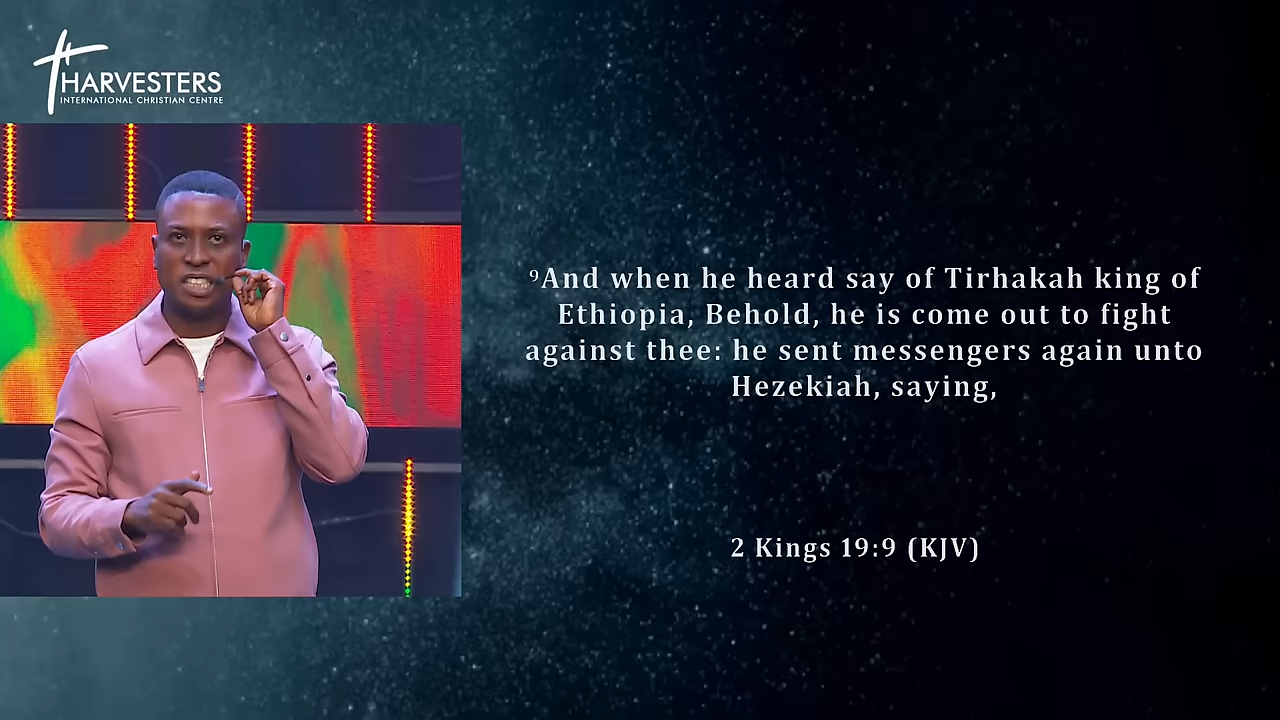 HARVESTERS
INTERNATIONAL CHRISTIAN CENTRE
⁹And when he heard say of Tirhakah king of
Ethiopia, Behold, he is come out to fight
against thee: he sent messengers again unto
Hezekiah, saying,
2 Kings 19:9 (KJV)